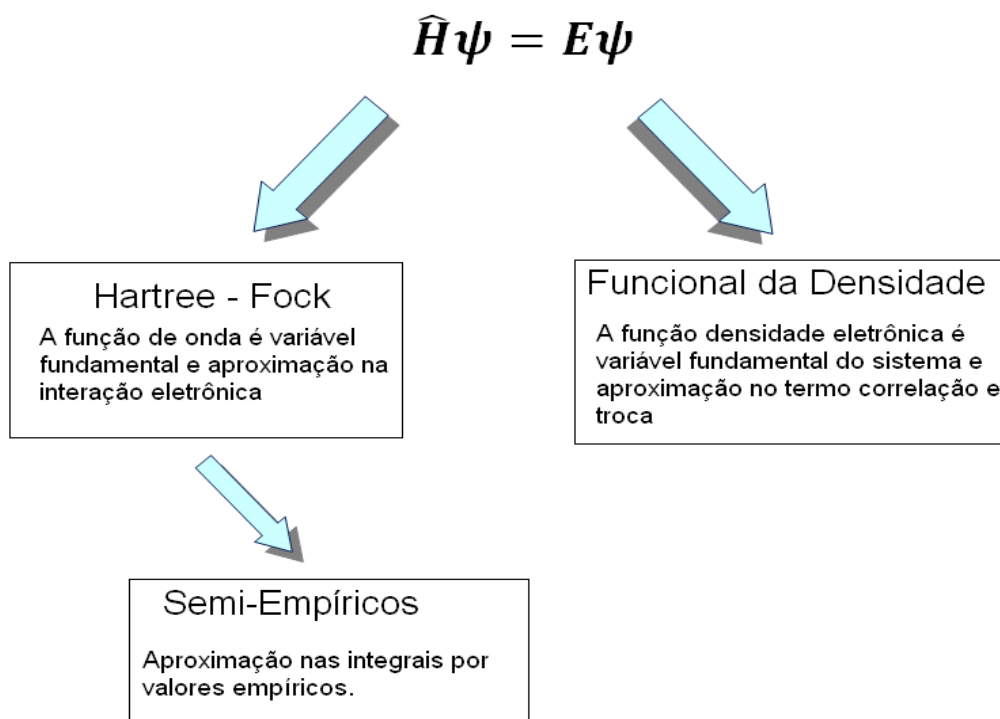 Ĥψ = Eψ
Hartree - Fock
A função de onda é variável
fundamental e aproximação na
interação eletrônica
Funcional da Densidade
A função densidade eletrônica é
variável fundamental do sistema e
aproximação no termo correlação e
troca
Semi-Empíricos
Aproximação nas integrais por
valores empíricos.